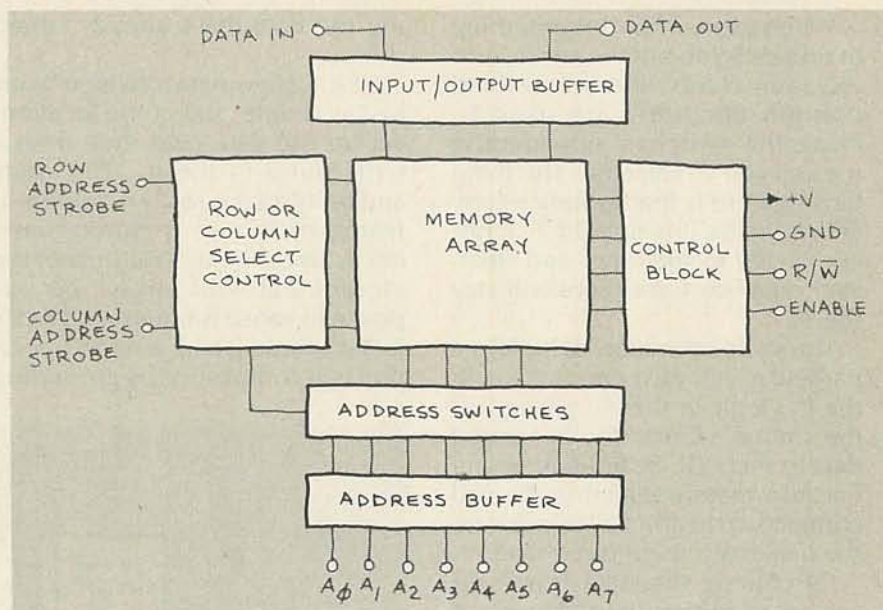 DATA IN
DATA OUT
INPUT/OUTPUT BUFFER
ROW
ADDRESS
STROBE
COLUMN
ADDRESS
STROBE
ROW OR
COLUMN
SELECT
CONTROL
MEMORY
ARRAY
CONTROL
BLOCK
+V
GND
R/W̅
ENABLE
ADDRESS SWITCHES
ADDRESS BUFFER
Aϕ A1 A2 A3 A4 A5 A6 A7